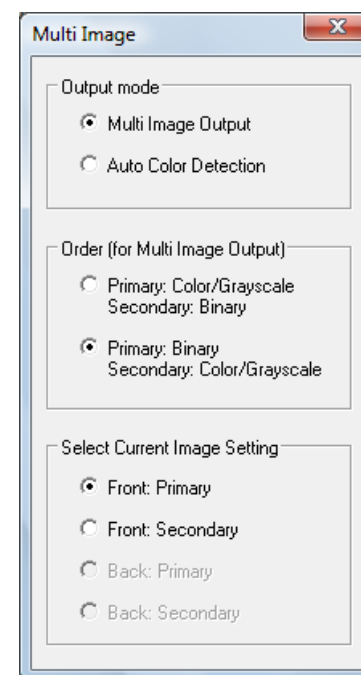 Multi Image
Output mode
Multi Image Output
Auto Color Detection
Order (for Multi Image Output)
Primary: Color/Grayscale
Secondary: Binary
Primary: Binary
Secondary: Color/Grayscale
Select Current Image Setting
Front: Primary
Front: Secondary
Back: Primary
Back: Secondary